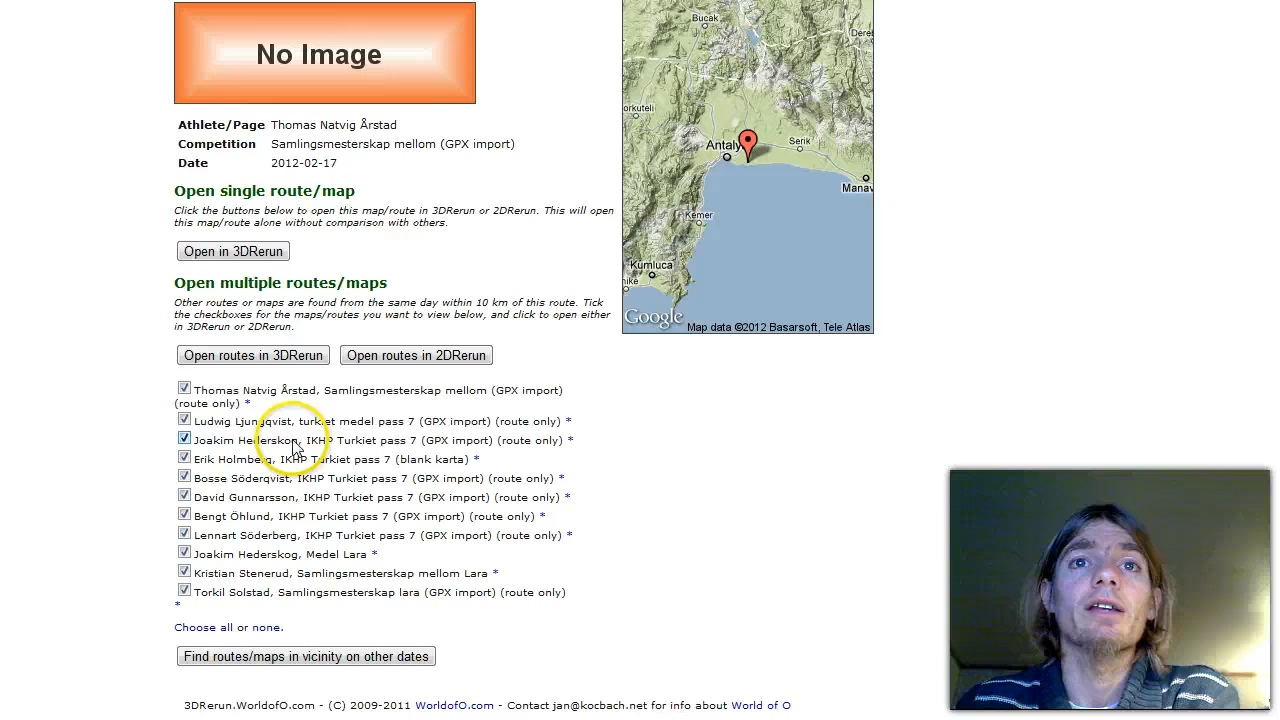 No Image
Athlete/Page Thomas Natvig Årstad
Competition Samlingsmesterskap mellom (GPX import)
Date 2012-02-17
Open single route/map
Click the buttons below to open this map/route in 3DRerun or 2DRerun. This will open
this map/route alone without comparison with others.
Open in 3DRerun
Open multiple routes/maps
Other routes or maps are found from the same day within 10 km of this route. Tick
the checkboxes for the maps/routes you want to view below, and click to open either
in 3DRerun or 2DRerun.
Open routes in 3DRerun Open routes in 2DRerun
Thomas Natvig Årstad, Samlingsmesterskap mellom (GPX import)
(route only) *
Ludwig Ljungqvist, turkiet medel pass 7 (GPX import) (route only) *
Joakim Hederskog, IKHP Turkiet pass 7 (GPX import) (route only) *
Erik Holmberg, IKHP Turkiet pass 7 (blank karta) *
Bosse Söderqvist, IKHP Turkiet pass 7 (GPX import) (route only) *
David Gunnarsson, IKHP Turkiet pass 7 (GPX import) (route only) *
Bengt Öhlund, IKHP Turkiet pass 7 (GPX import) (route only) *
Lennart Söderberg, IKHP Turkiet pass 7 (GPX import) (route only) *
Joakim Hederskog, Medel Lara *
Kristian Stenerud, Samlingsmesterskap mellom Lara *
Torkil Solstad, Samlingsmesterskap lara (GPX import) (route only)
*
Choose all or none.
Find routes/maps in vicinity on other dates
3DRerun.WorldofO.com - (C) 2009-2011 WorldofO.com - Contact jan@kocbach.net for info about World of O
Bucak
orkuteli
Serik
Antaly
Manav
Kemer
Kumluca
Google
Map data ©2012 Basarsoft, Tele Atlas